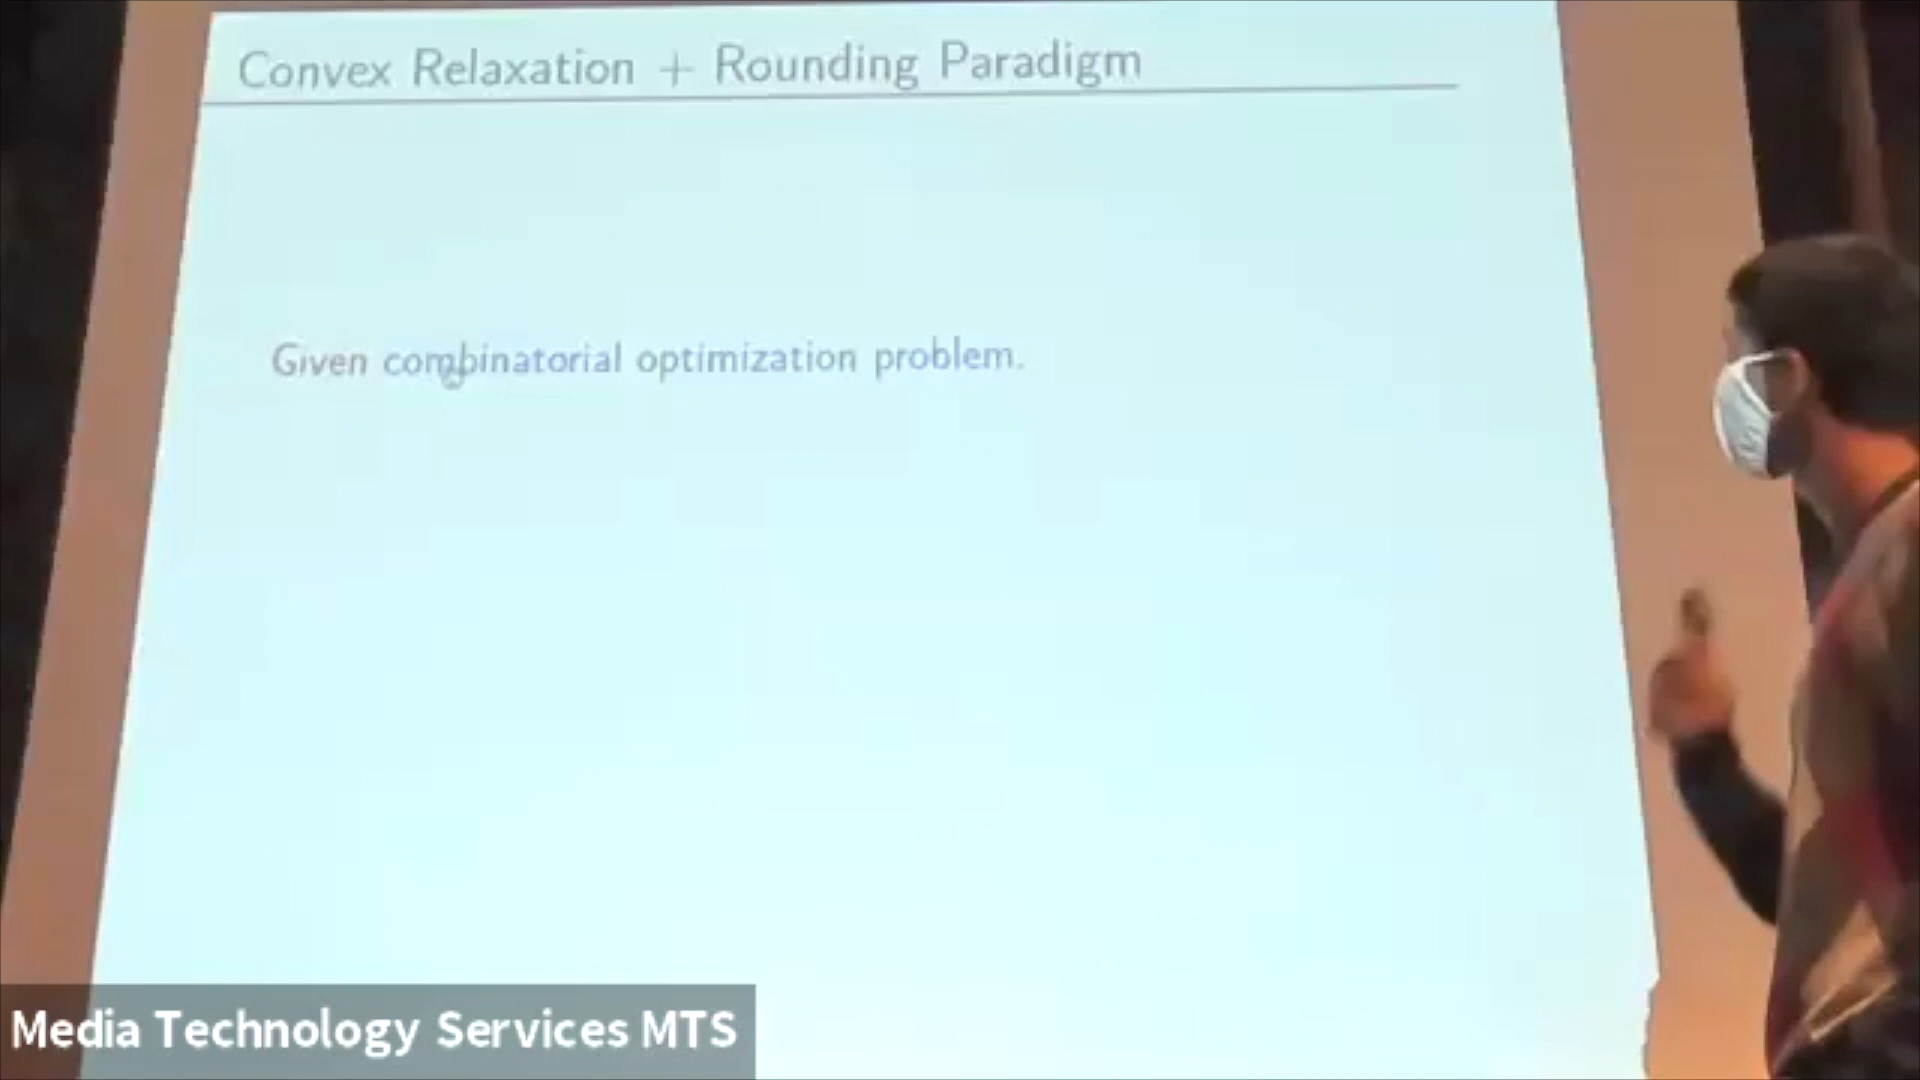 Convex Relaxation + Rounding Paradigm
Given combinatorial optimization problem.
Media Technology Services MTS